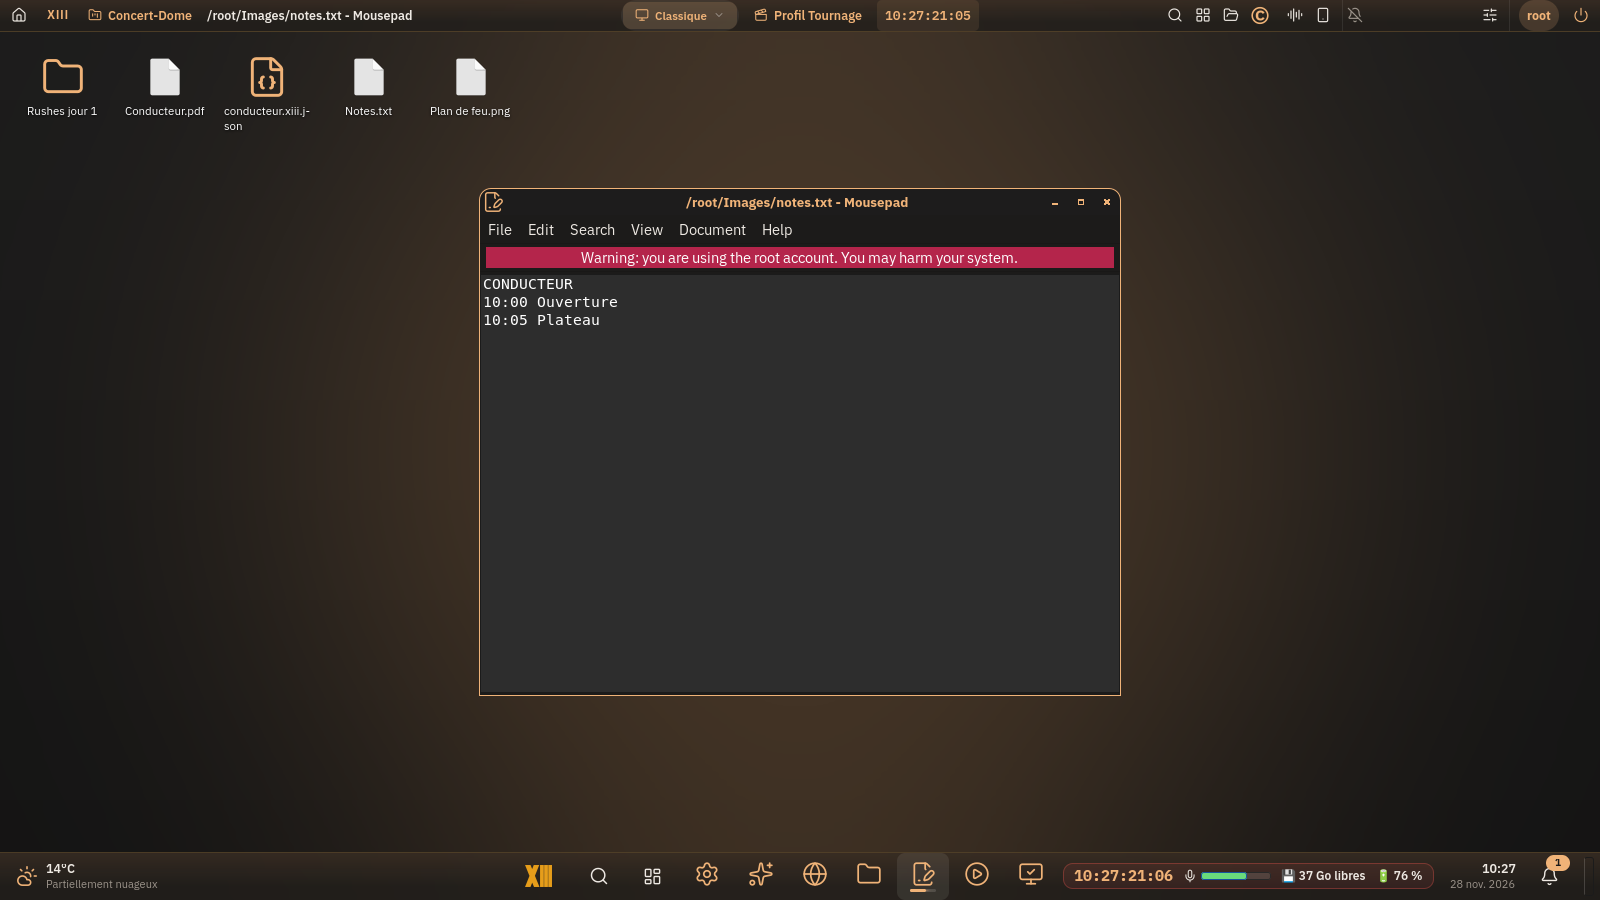 XIII Concert-Dome /root/Images/notes.txt - Mousepad Classique Profil Tournage 10:27:21:05 root
Rushes jour 1
Conducteur.pdf
conducteur.xiii.j-
son
Notes.txt
Plan de feu.png
/root/Images/notes.txt - Mousepad
File Edit Search View Document Help
Warning: you are using the root account. You may harm your system.
CONDUCTEUR
10:00 Ouverture
10:05 Plateau
14°C
Partiellement nuageux
XIII
10:27:21:06 37 Go libres 76 %
10:27
28 nov. 2026
1